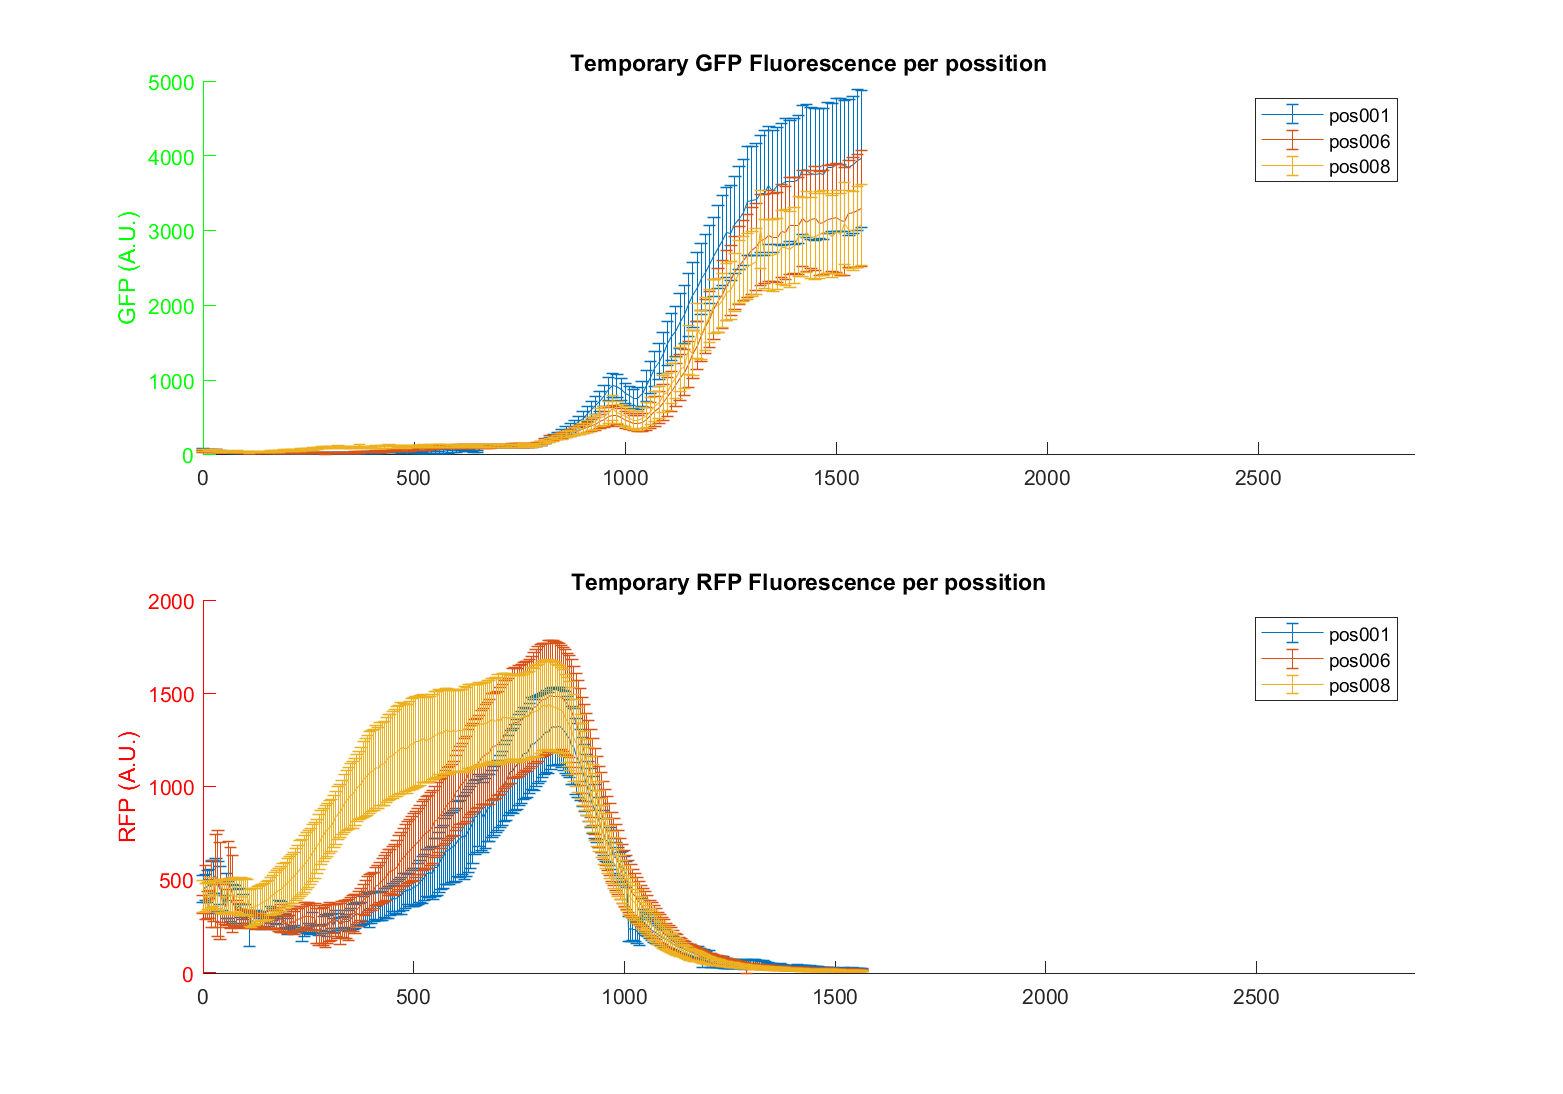 Temporary GFP Fluorescence per possition
5000
4000
3000
2000
1000
0
GFP (A.U.)
0 500 1000 1500 2000 2500
pos001
pos006
pos008
Temporary RFP Fluorescence per possition
2000
1500
1000
500
0
RFP (A.U.)
0 500 1000 1500 2000 2500
pos001
pos006
pos008